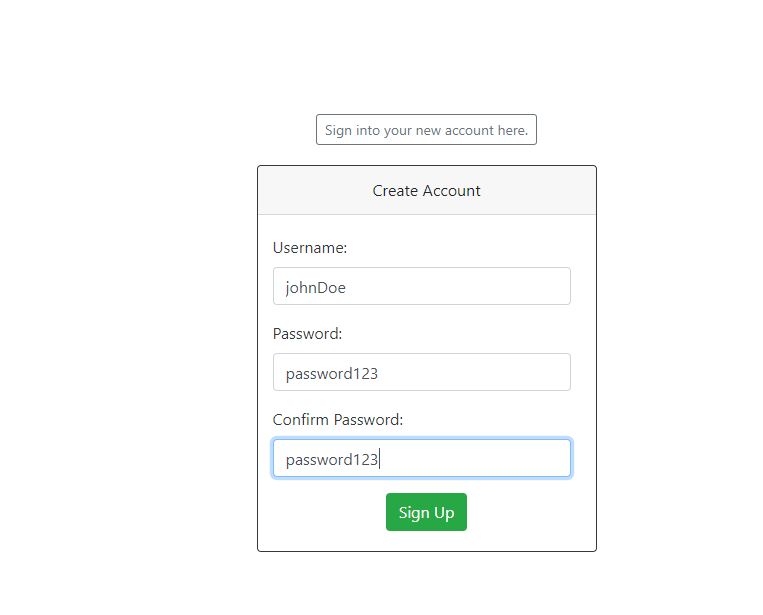 Sign into your new account here.
Create Account
Username:
johnDoe
Password:
password123
Confirm Password:
password123
Sign Up